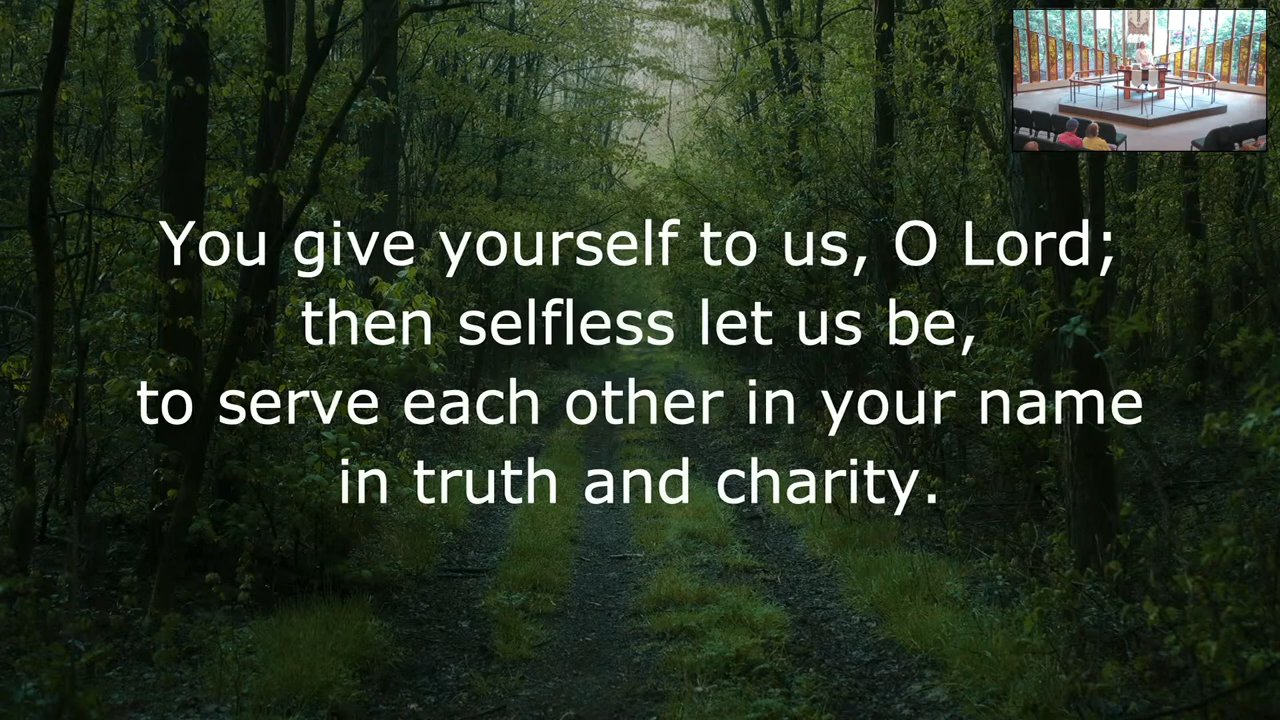 You give yourself to us, O Lord;
then selfless let us be,
to serve each other in your name
in truth and charity.